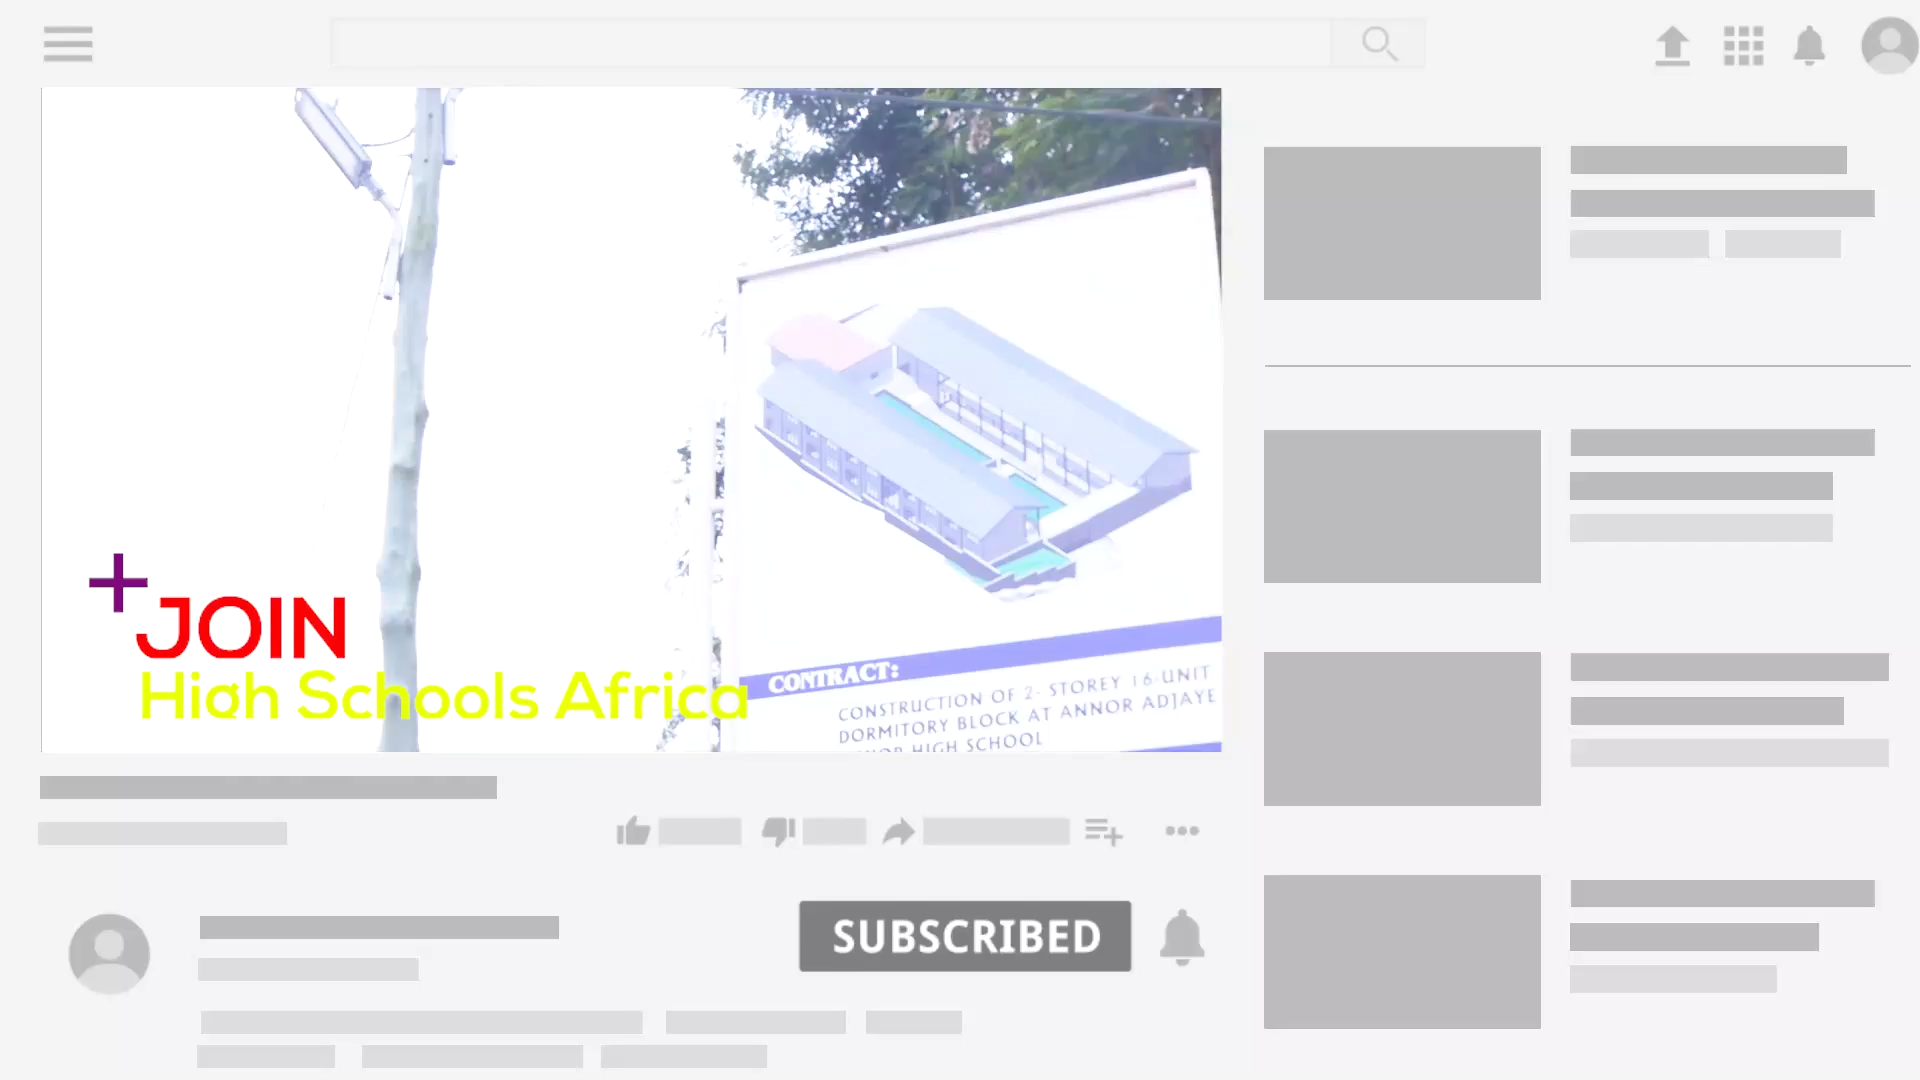 JOIN
High Schools Africa
CONTRACT:
CONSTRUCTION OF 2- STOREY 16-UNIT
DORMITORY BLOCK AT ANNOR ADJAYE
HIGH SCHOOL
SUBSCRIBED